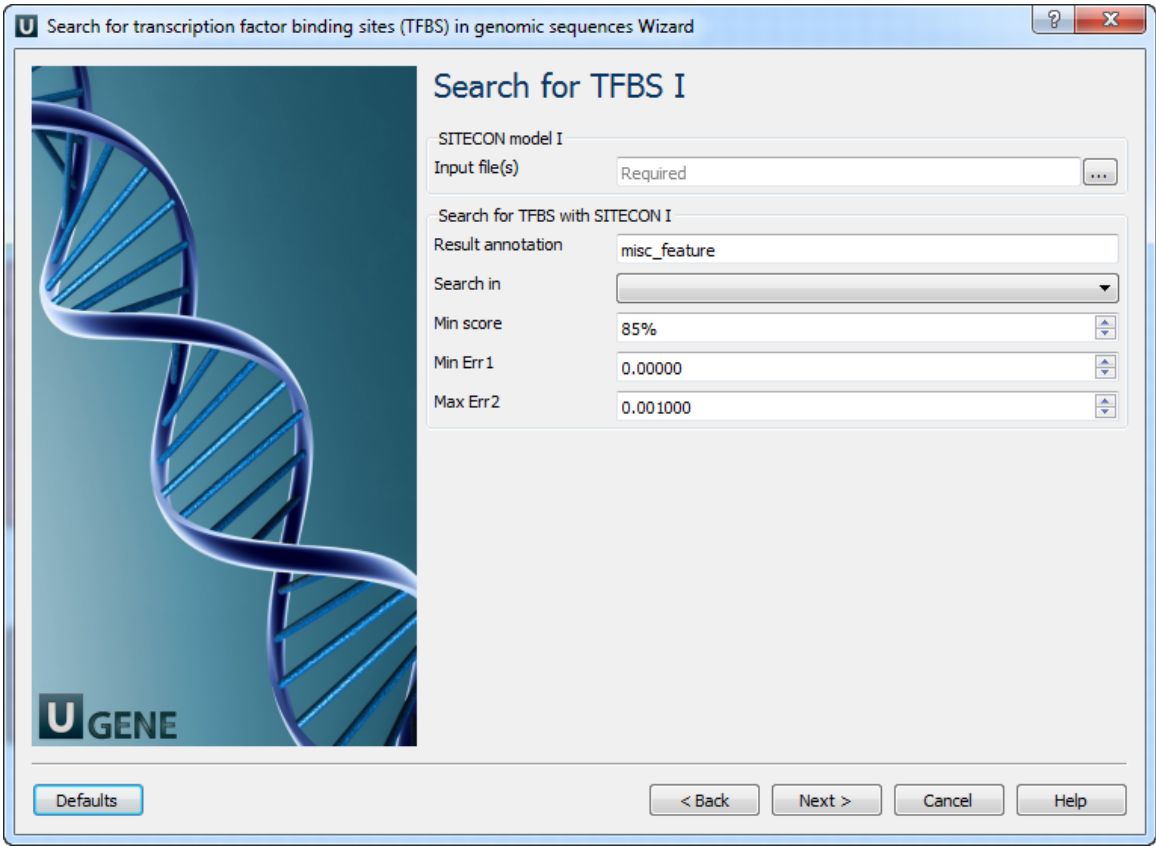 U Search for transcription factor binding sites (TFBS) in genomic sequences Wizard ? X
Search for TFBS I
SITECON model I
Input file(s) Required ...
Search for TFBS with SITECON I
Result annotation misc_feature
Search in
Min score 85%
Min Err1 0.00000
Max Err2 0.001000
U GENE
Defaults < Back Next > Cancel Help